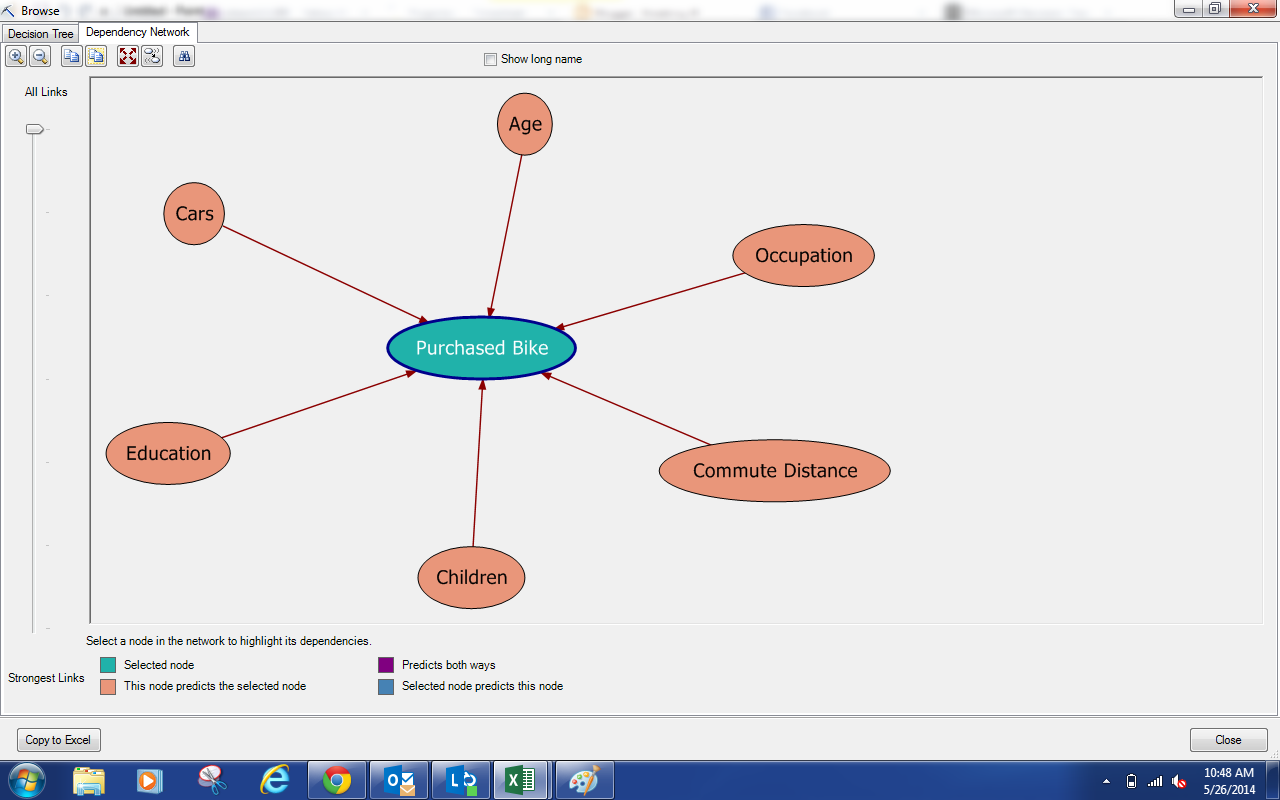 Browse
Decision Tree
Dependency Network
Show long name
All Links
Age
Cars
Occupation
Purchased Bike
Education
Commute Distance
Children
Select a node in the network to highlight its dependencies.
Selected node
Predicts both ways
Strongest Links
This node predicts the selected node
Selected node predicts this node
Copy to Excel
Close
10:48 AM
5/26/2014